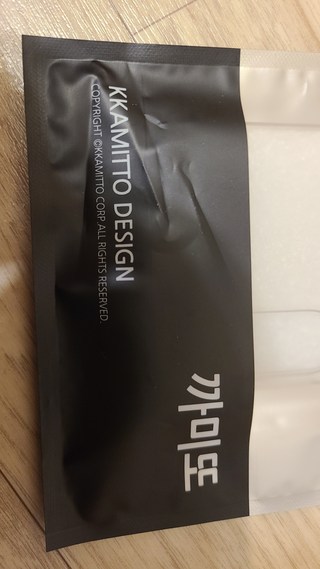 KKAMITTO DESIGN
COPYRIGHT ©KKAMITTO CORP ALL RIGHTS RESERVED.
까미또